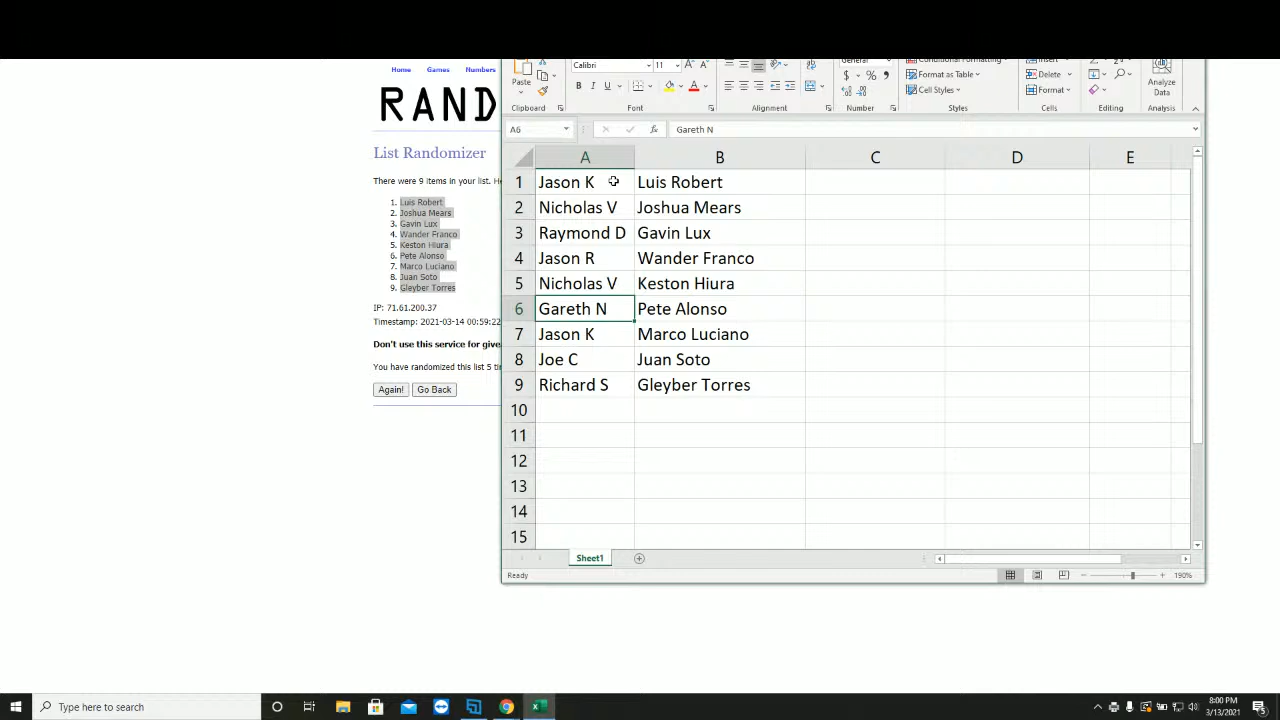 Home Games Numbers
RAND
List Randomizer
There were 9 items in your list. He
1. Luis Robert
2. Joshua Mears
3. Gavin Lux
4. Wander Franco
5. Keston Hiura
6. Pete Alonso
7. Marco Luciano
8. Juan Soto
9. Gleyber Torres
IP: 71.61.200.37
Timestamp: 2021-03-14 00:59:22
Don't use this service for give
You have randomized this list 5 ti
Again! Go Back
Paste
Calibri 11
B I U
General
$ % ,
Conditional Formatting
Format as Table
Cell Styles
Insert
Delete
Format
Analyze
Data
Clipboard Font Alignment Number Styles Cells Editing Analysis
A6 fx Gareth N
A B C D E
1 Jason K Luis Robert
2 Nicholas V Joshua Mears
3 Raymond D Gavin Lux
4 Jason R Wander Franco
5 Nicholas V Keston Hiura
6 Gareth N Pete Alonso
7 Jason K Marco Luciano
8 Joe C Juan Soto
9 Richard S Gleyber Torres
10
11
12
13
14
15
Sheet1
Ready 190%
Type here to search
8:00 PM
3/13/2021
5